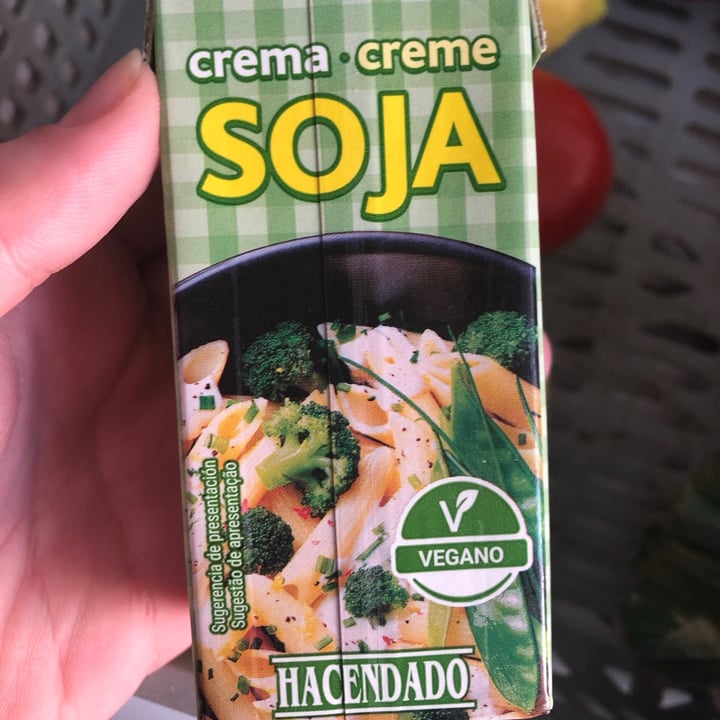 crema · creme
SOJA
Sugerencia de presentación
Sugestão de apresentação
VEGANO
HACENDADO